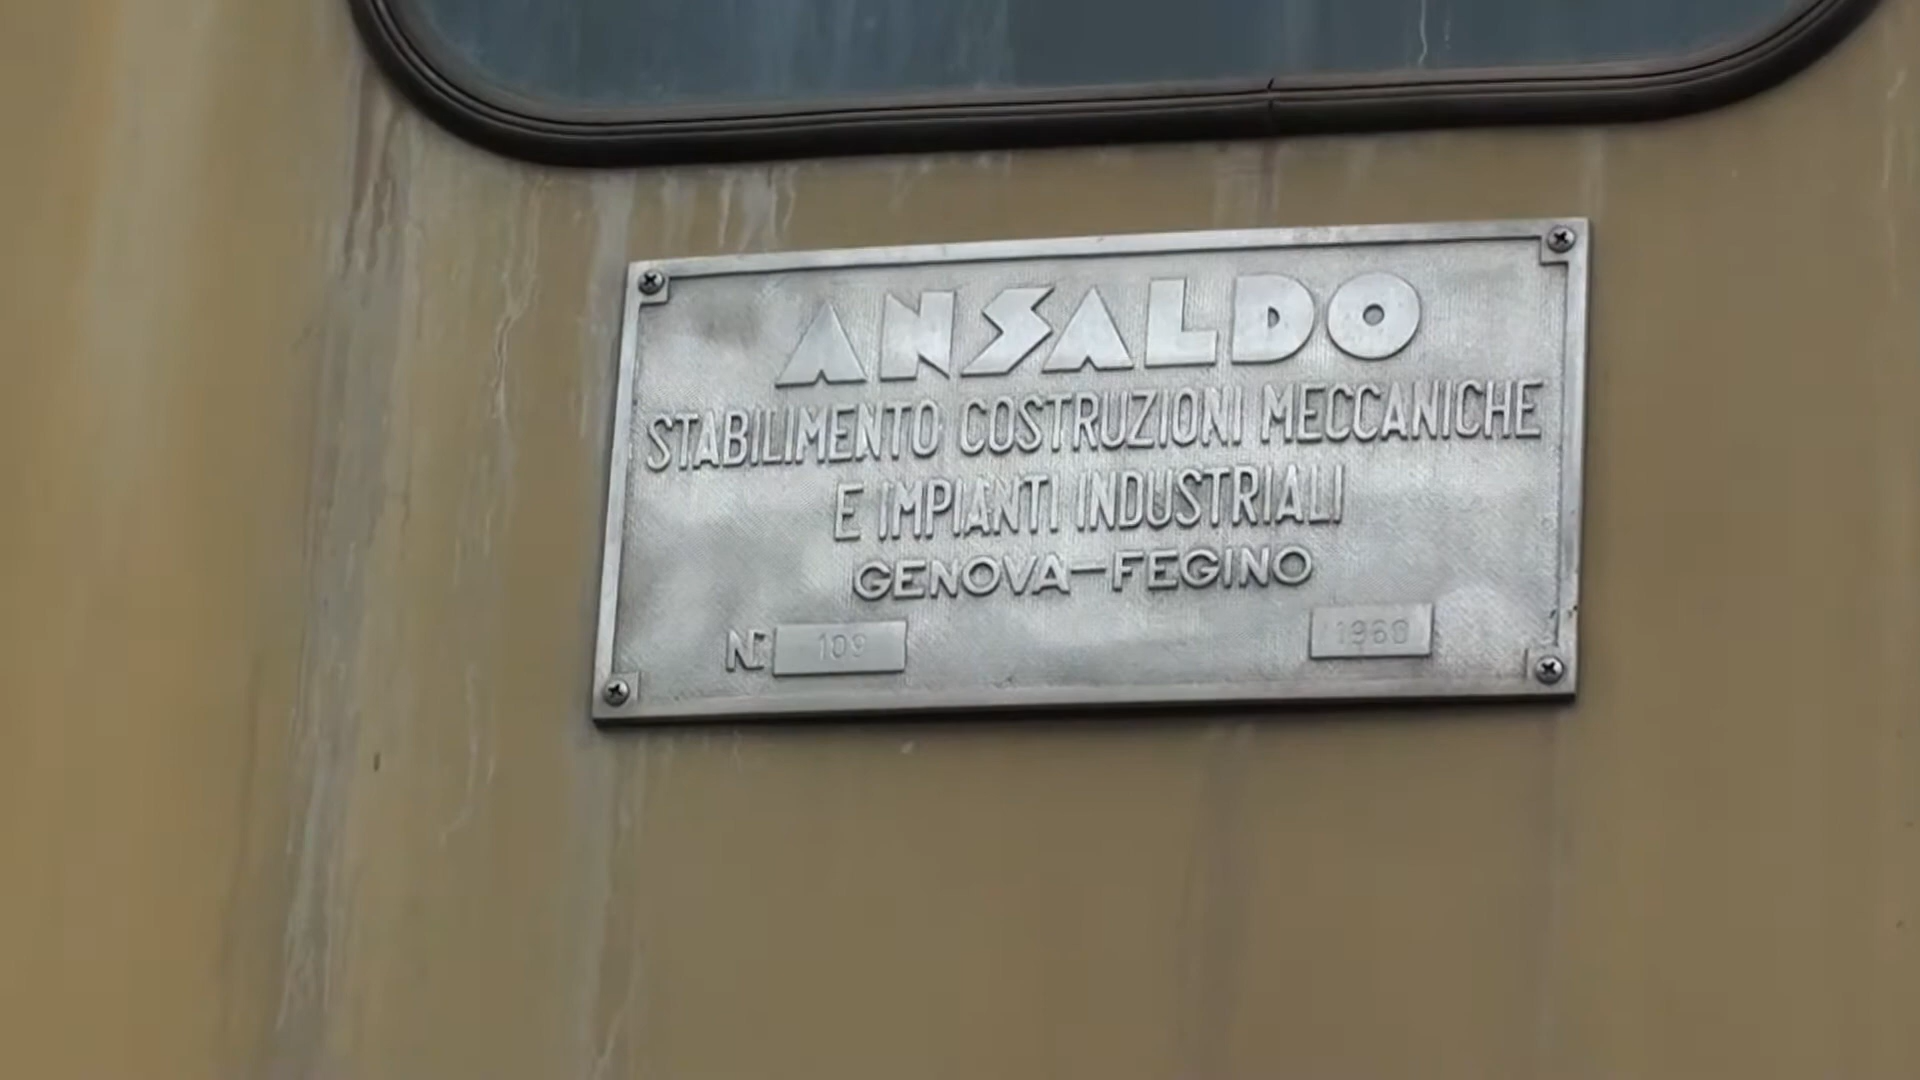 ANSALDO
STABILIMENTO COSTRUZIONI MECCANICHE
E IMPIANTI INDUSTRIALI
GENOVA-FEGINO
N° 109 1960